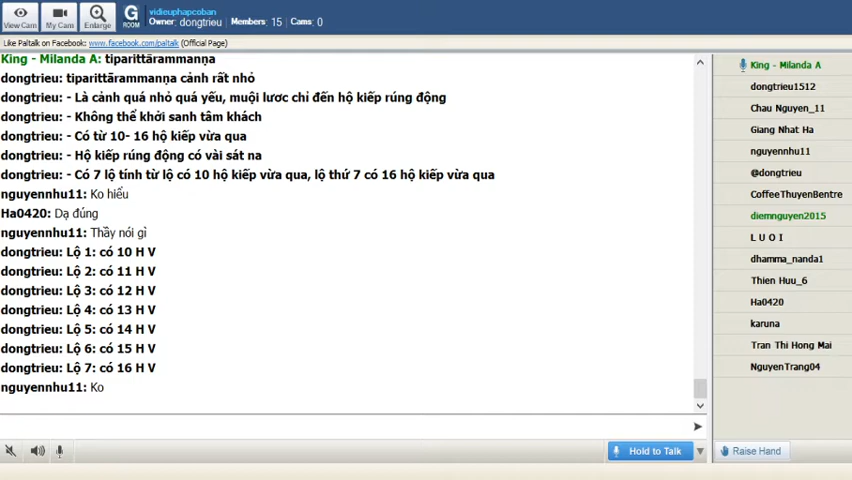 View Cam
My Cam
Enlarge
G
ROOM
vidieuphapcoban
Owner: dongtrieu Members: 15 Cams: 0
Like Paltalk on Facebook: www.facebook.com/paltalk (Official Page)
King - Milanda A: tiparittārammaṇṇa
dongtrieu: tiparittārammaṇṇa cảnh rất nhỏ
dongtrieu: - Là cảnh quá nhỏ quá yếu, muội lược chỉ đến hộ kiếp rúng động
dongtrieu: - Không thể khởi sanh tâm khách
dongtrieu: - Có từ 10- 16 hộ kiếp vừa qua
dongtrieu: - Hộ kiếp rúng động có vài sát na
dongtrieu: - Có 7 lộ tính từ lộ có 10 hộ kiếp vừa qua, lộ thứ 7 có 16 hộ kiếp vừa qua
nguyennhu11: Ko hiểu
Ha0420: Dạ đúng
nguyennhu11: Thầy nói gì
dongtrieu: Lộ 1: có 10 H V
dongtrieu: Lộ 2: có 11 H V
dongtrieu: Lộ 3: có 12 H V
dongtrieu: Lộ 4: có 13 H V
dongtrieu: Lộ 5: có 14 H V
dongtrieu: Lộ 6: có 15 H V
dongtrieu: Lộ 7: có 16 H V
nguyennhu11: Ko
Hold to Talk
King - Milanda A
dongtrieu1512
Chau Nguyen_11
Giang Nhat Ha
nguyennhu11
@dongtrieu
CoffeeThuyenBentre
diemnguyen2015
L U O I
dhamma_nanda1
Thien Huu_6
Ha0420
karuna
Tran Thi Hong Mai
NguyenTrang04
Raise Hand